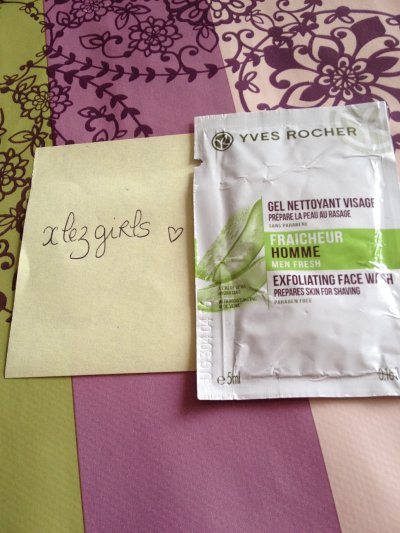 xlezgirls ♡
YVES ROCHER
GEL NETTOYANT VISAGE
PRÉPARE LA PEAU AU RASAGE
SANS PARABENS
FRAÎCHEUR
HOMME
MEN FRESH
EXFOLIATING FACE WASH
PREPARES SKIN FOR SHAVING
PARABEN FREE
e 5ml